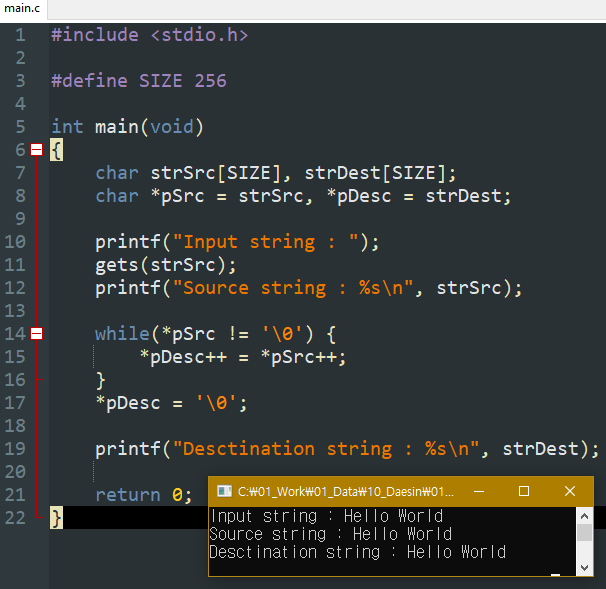 main.c
1 #include <stdio.h>
2
3 #define SIZE 256
4
5 int main(void)
6 {
7 char strSrc[SIZE], strDest[SIZE];
8 char *pSrc = strSrc, *pDesc = strDest;
9
10 printf("Input string : ");
11 gets(strSrc);
12 printf("Source string : %s\n", strSrc);
13
14 while(*pSrc != '\0') {
15 *pDesc++ = *pSrc++;
16 }
17 *pDesc = '\0';
18
19 printf("Desctination string : %s\n", strDest);
20
21 return 0;
22 }
C:₩01_Work₩01_Data₩10_Daesin₩01...
Input string : Hello World
Source string : Hello World
Desctination string : Hello World